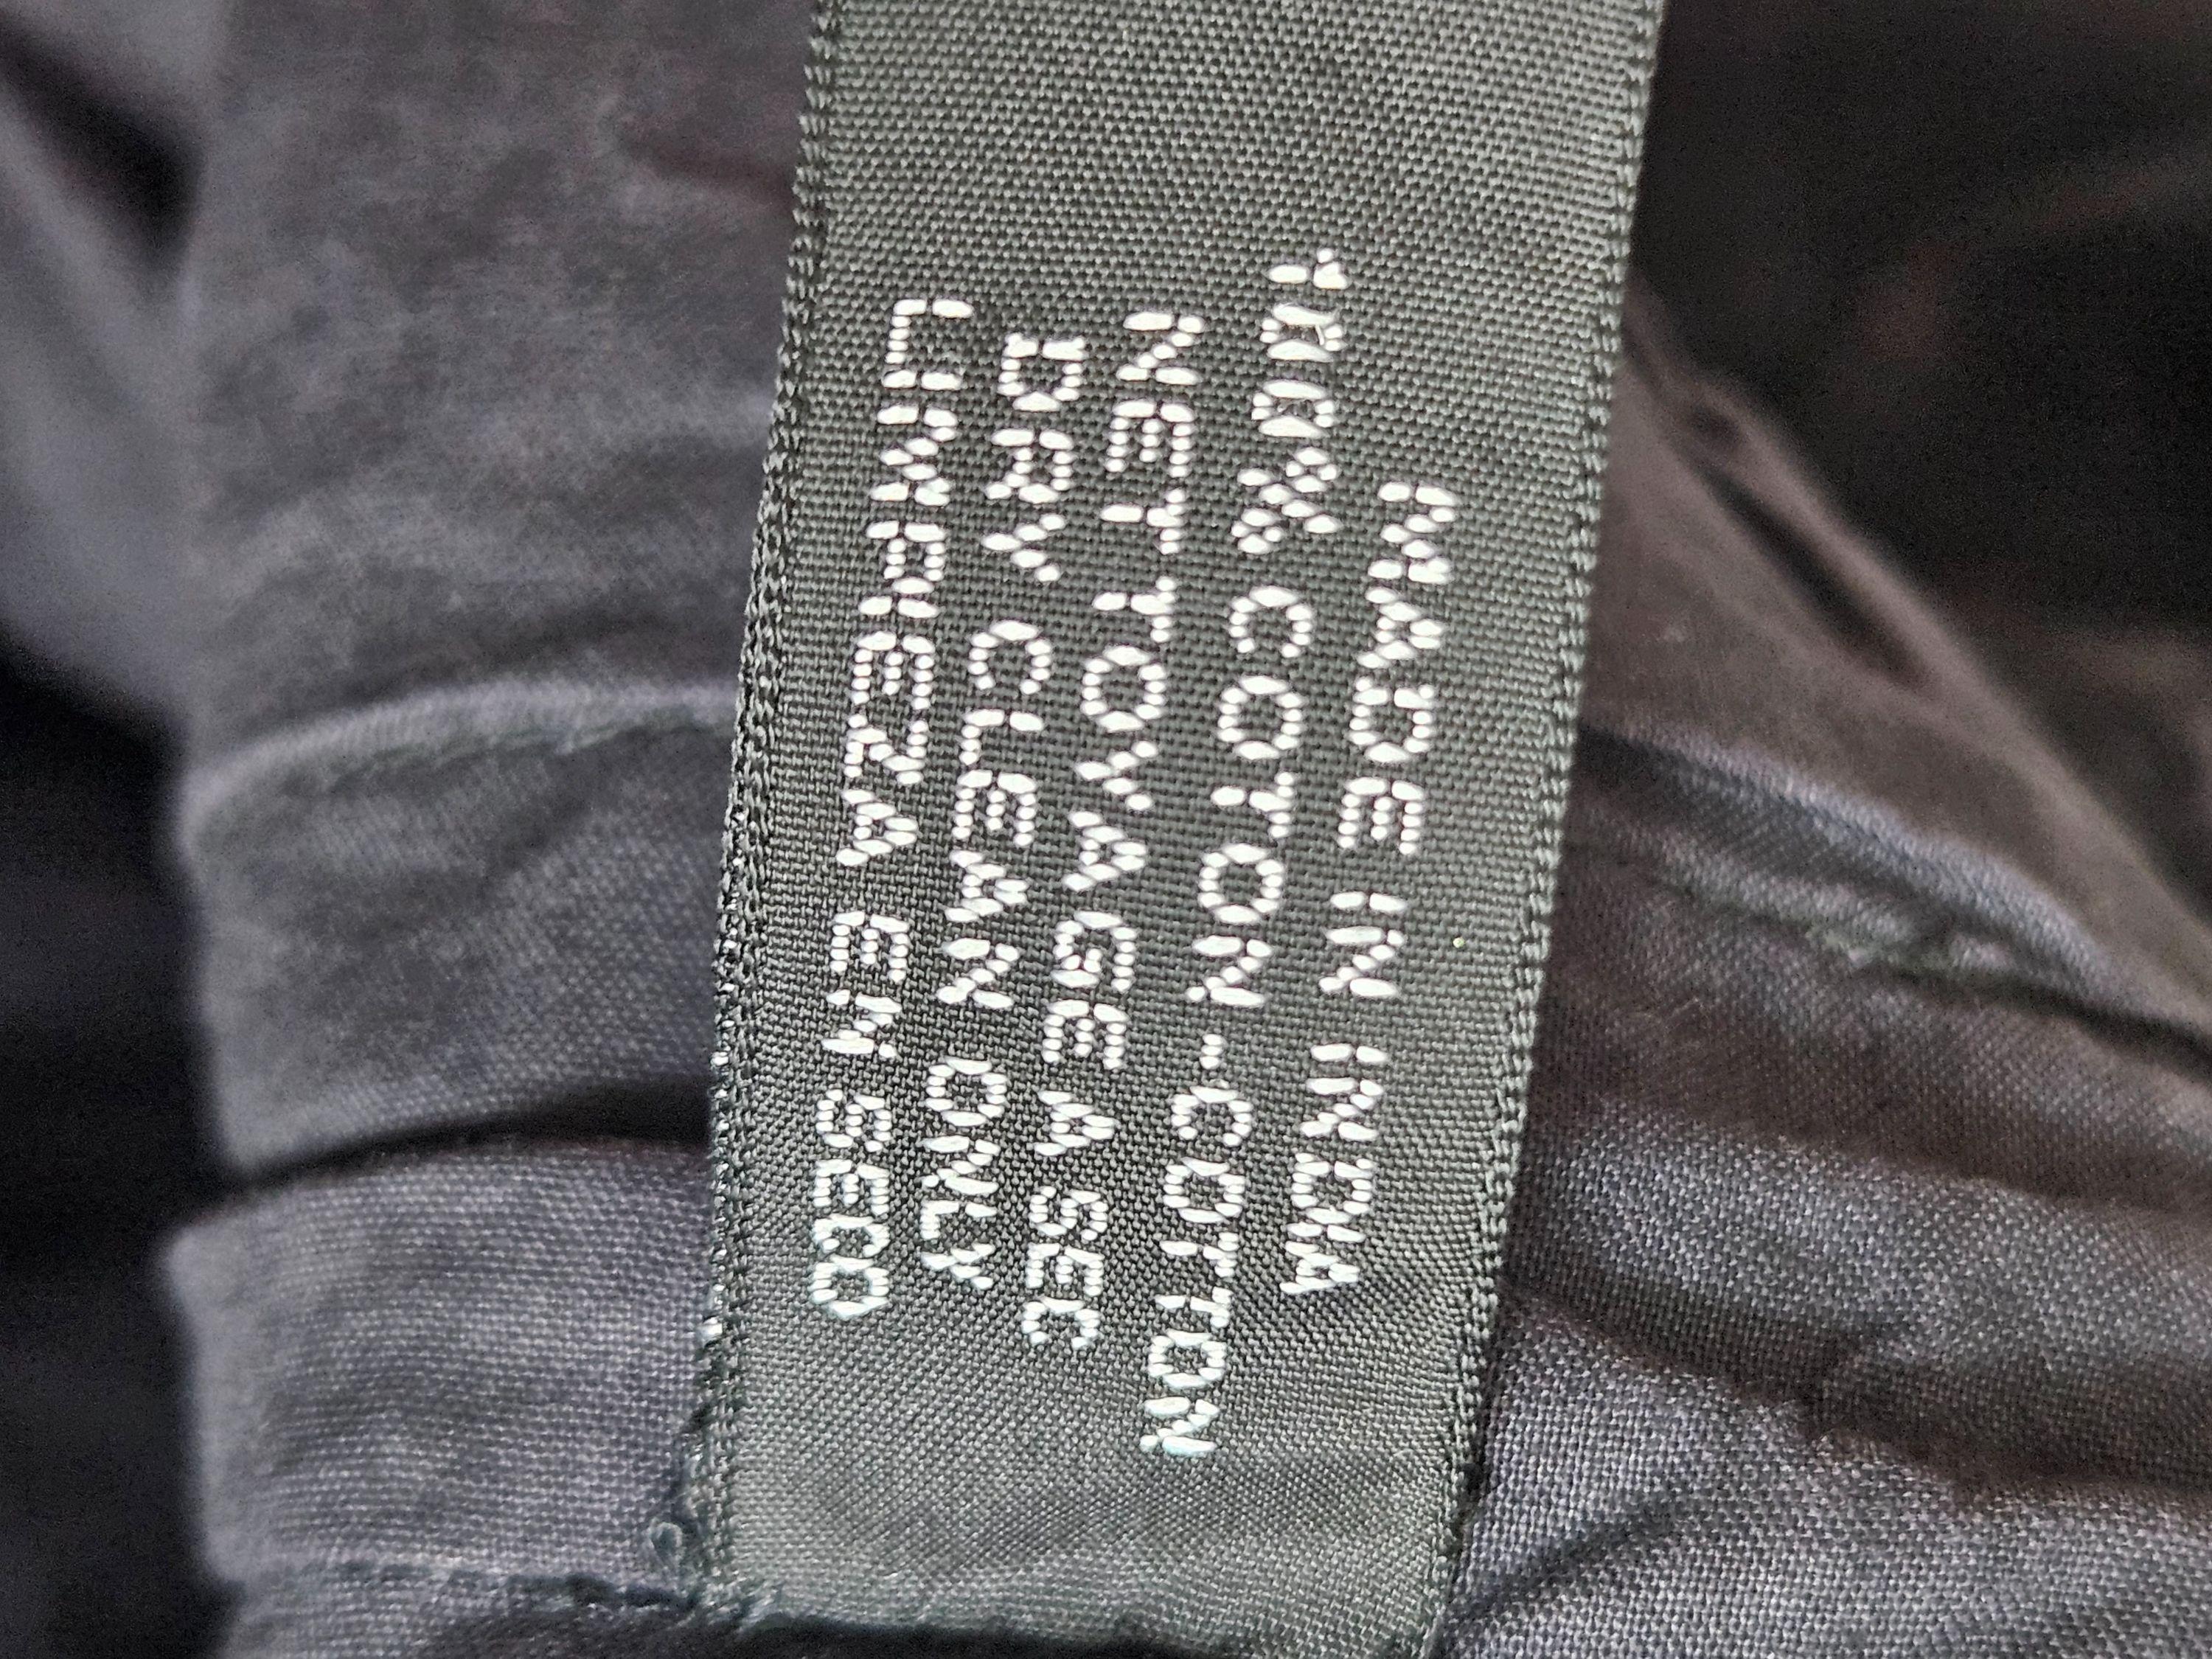 MADE IN INDIA
100% COTTON-COTTON
NETTOYAGE A SEC
DRY CLEAN ONLY
LIMPIEZA EN SECO